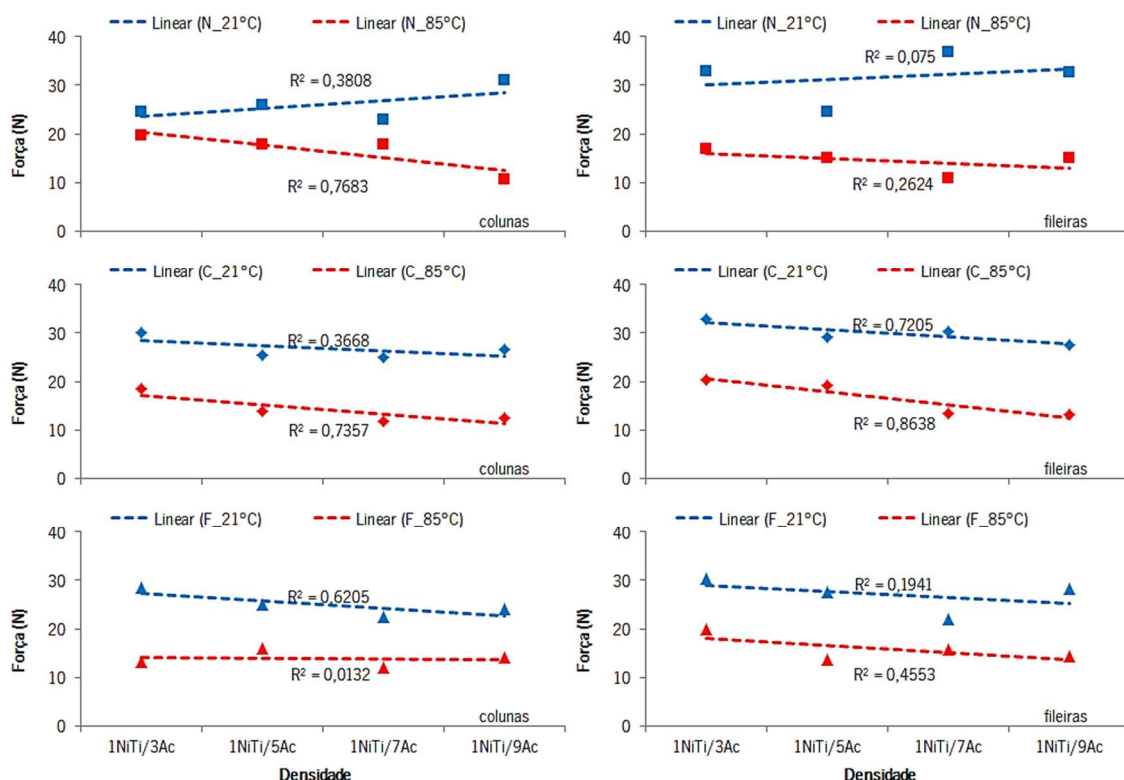 Linear (N_21°C) Linear (N_85°C)
Força (N)
40
30
20
10
0
R² = 0,3808
R² = 0,7683
colunas
Linear (N_21°C) Linear (N_85°C)
Força (N)
40
30
20
10
0
R² = 0,075
R² = 0,2624
fileiras
Linear (C_21°C) Linear (C_85°C)
Força (N)
40
30
20
10
0
R² = 0,3668
R² = 0,7357
colunas
Linear (C_21°C) Linear (C_85°C)
Força (N)
40
30
20
10
0
R² = 0,7205
R² = 0,8638
fileiras
Linear (F_21°C) Linear (F_85°C)
Força (N)
40
30
20
10
0
R² = 0,6205
R² = 0,0132
colunas
1NiTi/3Ac 1NiTi/5Ac 1NiTi/7Ac 1NiTi/9Ac
Densidade
Linear (F_21°C) Linear (F_85°C)
Força (N)
40
30
20
10
0
R² = 0,1941
R² = 0,4553
fileiras
1NiTi/3Ac 1NiTi/5Ac 1NiTi/7Ac 1NiTi/9Ac
Densidade